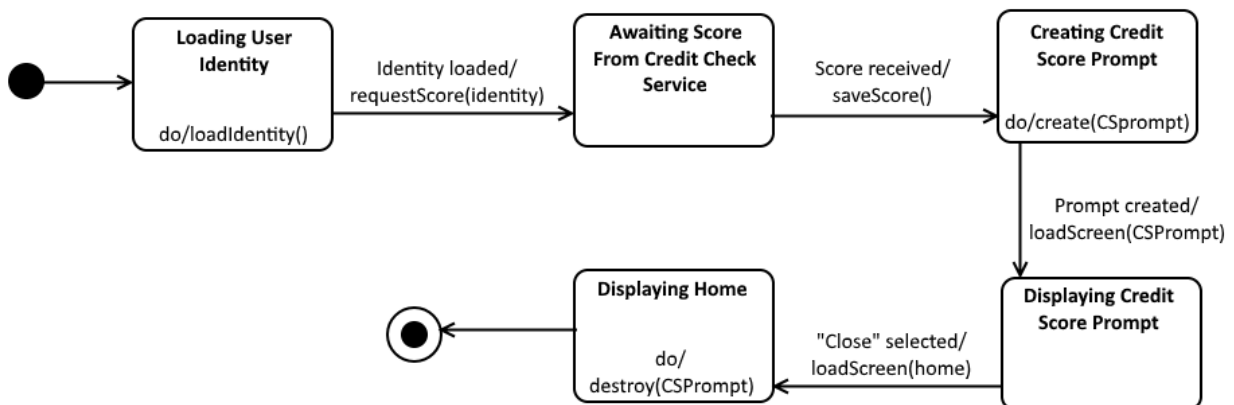 Loading User
Identity
do/loadIdentity()
Identity loaded/
requestScore(identity)
Awaiting Score
From Credit Check
Service
Score received/
saveScore()
Creating Credit
Score Prompt
do/create(CSprompt)
Prompt created/
loadScreen(CSPrompt)
Displaying Credit
Score Prompt
"Close" selected/
loadScreen(home)
Displaying Home
do/
destroy(CSPrompt)